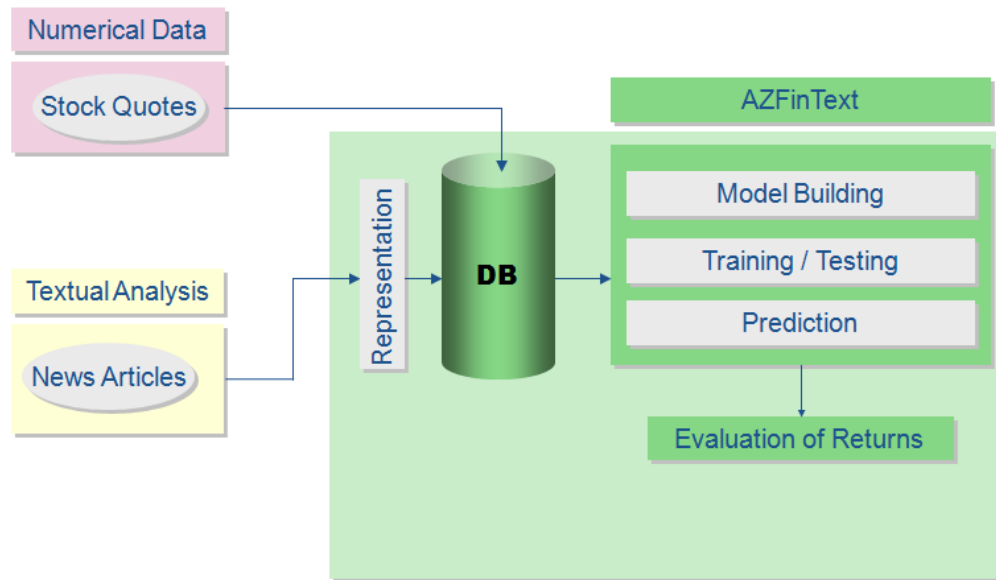 Numerical Data
Stock Quotes
AZFinText
Model Building
Training / Testing
Prediction
Representation
DB
Textual Analysis
News Articles
Evaluation of Returns